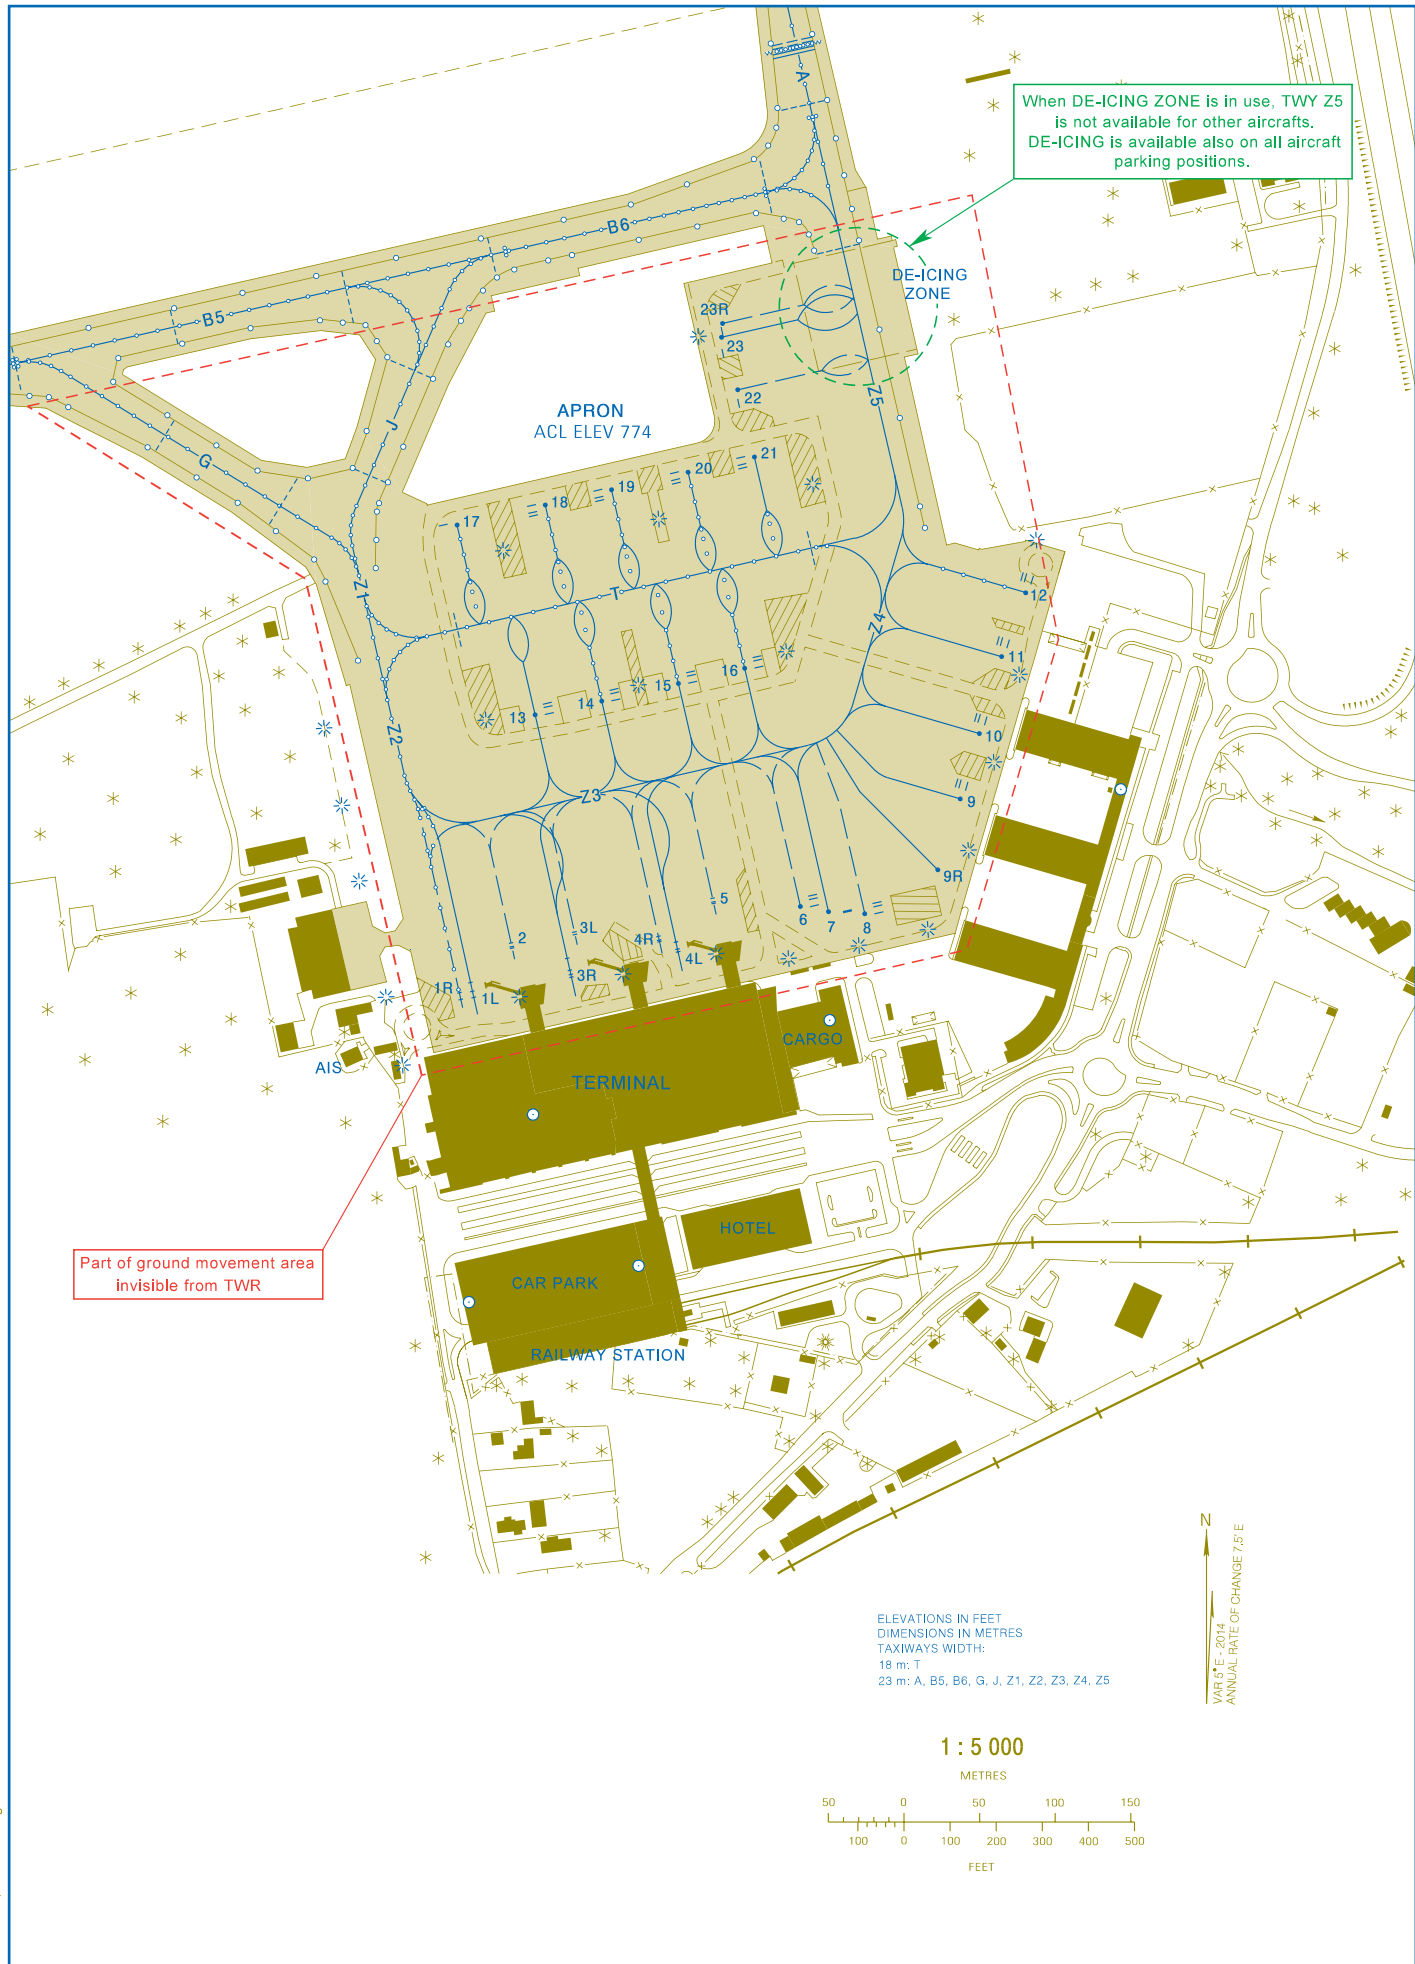 A
When DE-ICING ZONE is in use, TWY Z5
is not available for other aircrafts.
DE-ICING is available also on all aircraft
parking positions.
B6
DE-ICING
ZONE
B5
23R
23
22
Z5
APRON
ACL ELEV 774
J
G
21
20
19
18
17
Z1
T
12
Z4
11
16
15
14
13
10
Z2
Z3
9
9R
5
6
7
8
2
3L
4R
4L
3R
1R
1L
CARGO
AIS
TERMINAL
HOTEL
Part of ground movement area
invisible from TWR
CAR PARK
RAILWAY STATION
N
VAR 5° E - 2014
ANNUAL RATE OF CHANGE 7,5' E
ELEVATIONS IN FEET
DIMENSIONS IN METRES
TAXIWAYS WIDTH:
18 m: T
23 m: A, B5, B6, G, J, Z1, Z2, Z3, Z4, Z5
1 : 5 000
METRES
50 0 50 100 150
100 0 100 200 300 400 500
FEET